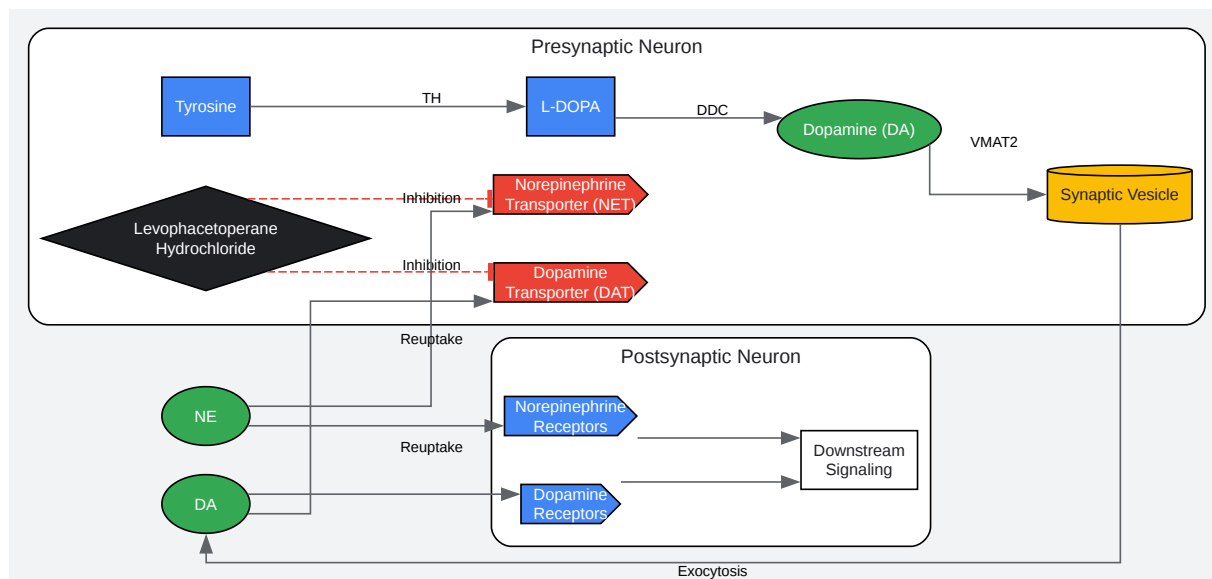 Presynaptic Neuron
Tyrosine
TH
L-DOPA
DDC
Dopamine (DA)
VMAT2
Synaptic Vesicle
Levophacetoperane
Hydrochloride
Inhibition
Norepinephrine
Transporter (NET)
Inhibition
Dopamine
Transporter (DAT)
Reuptake
Postsynaptic Neuron
NE
Norepinephrine
Receptors
Reuptake
Downstream
Signaling
DA
Dopamine
Receptors
Exocytosis